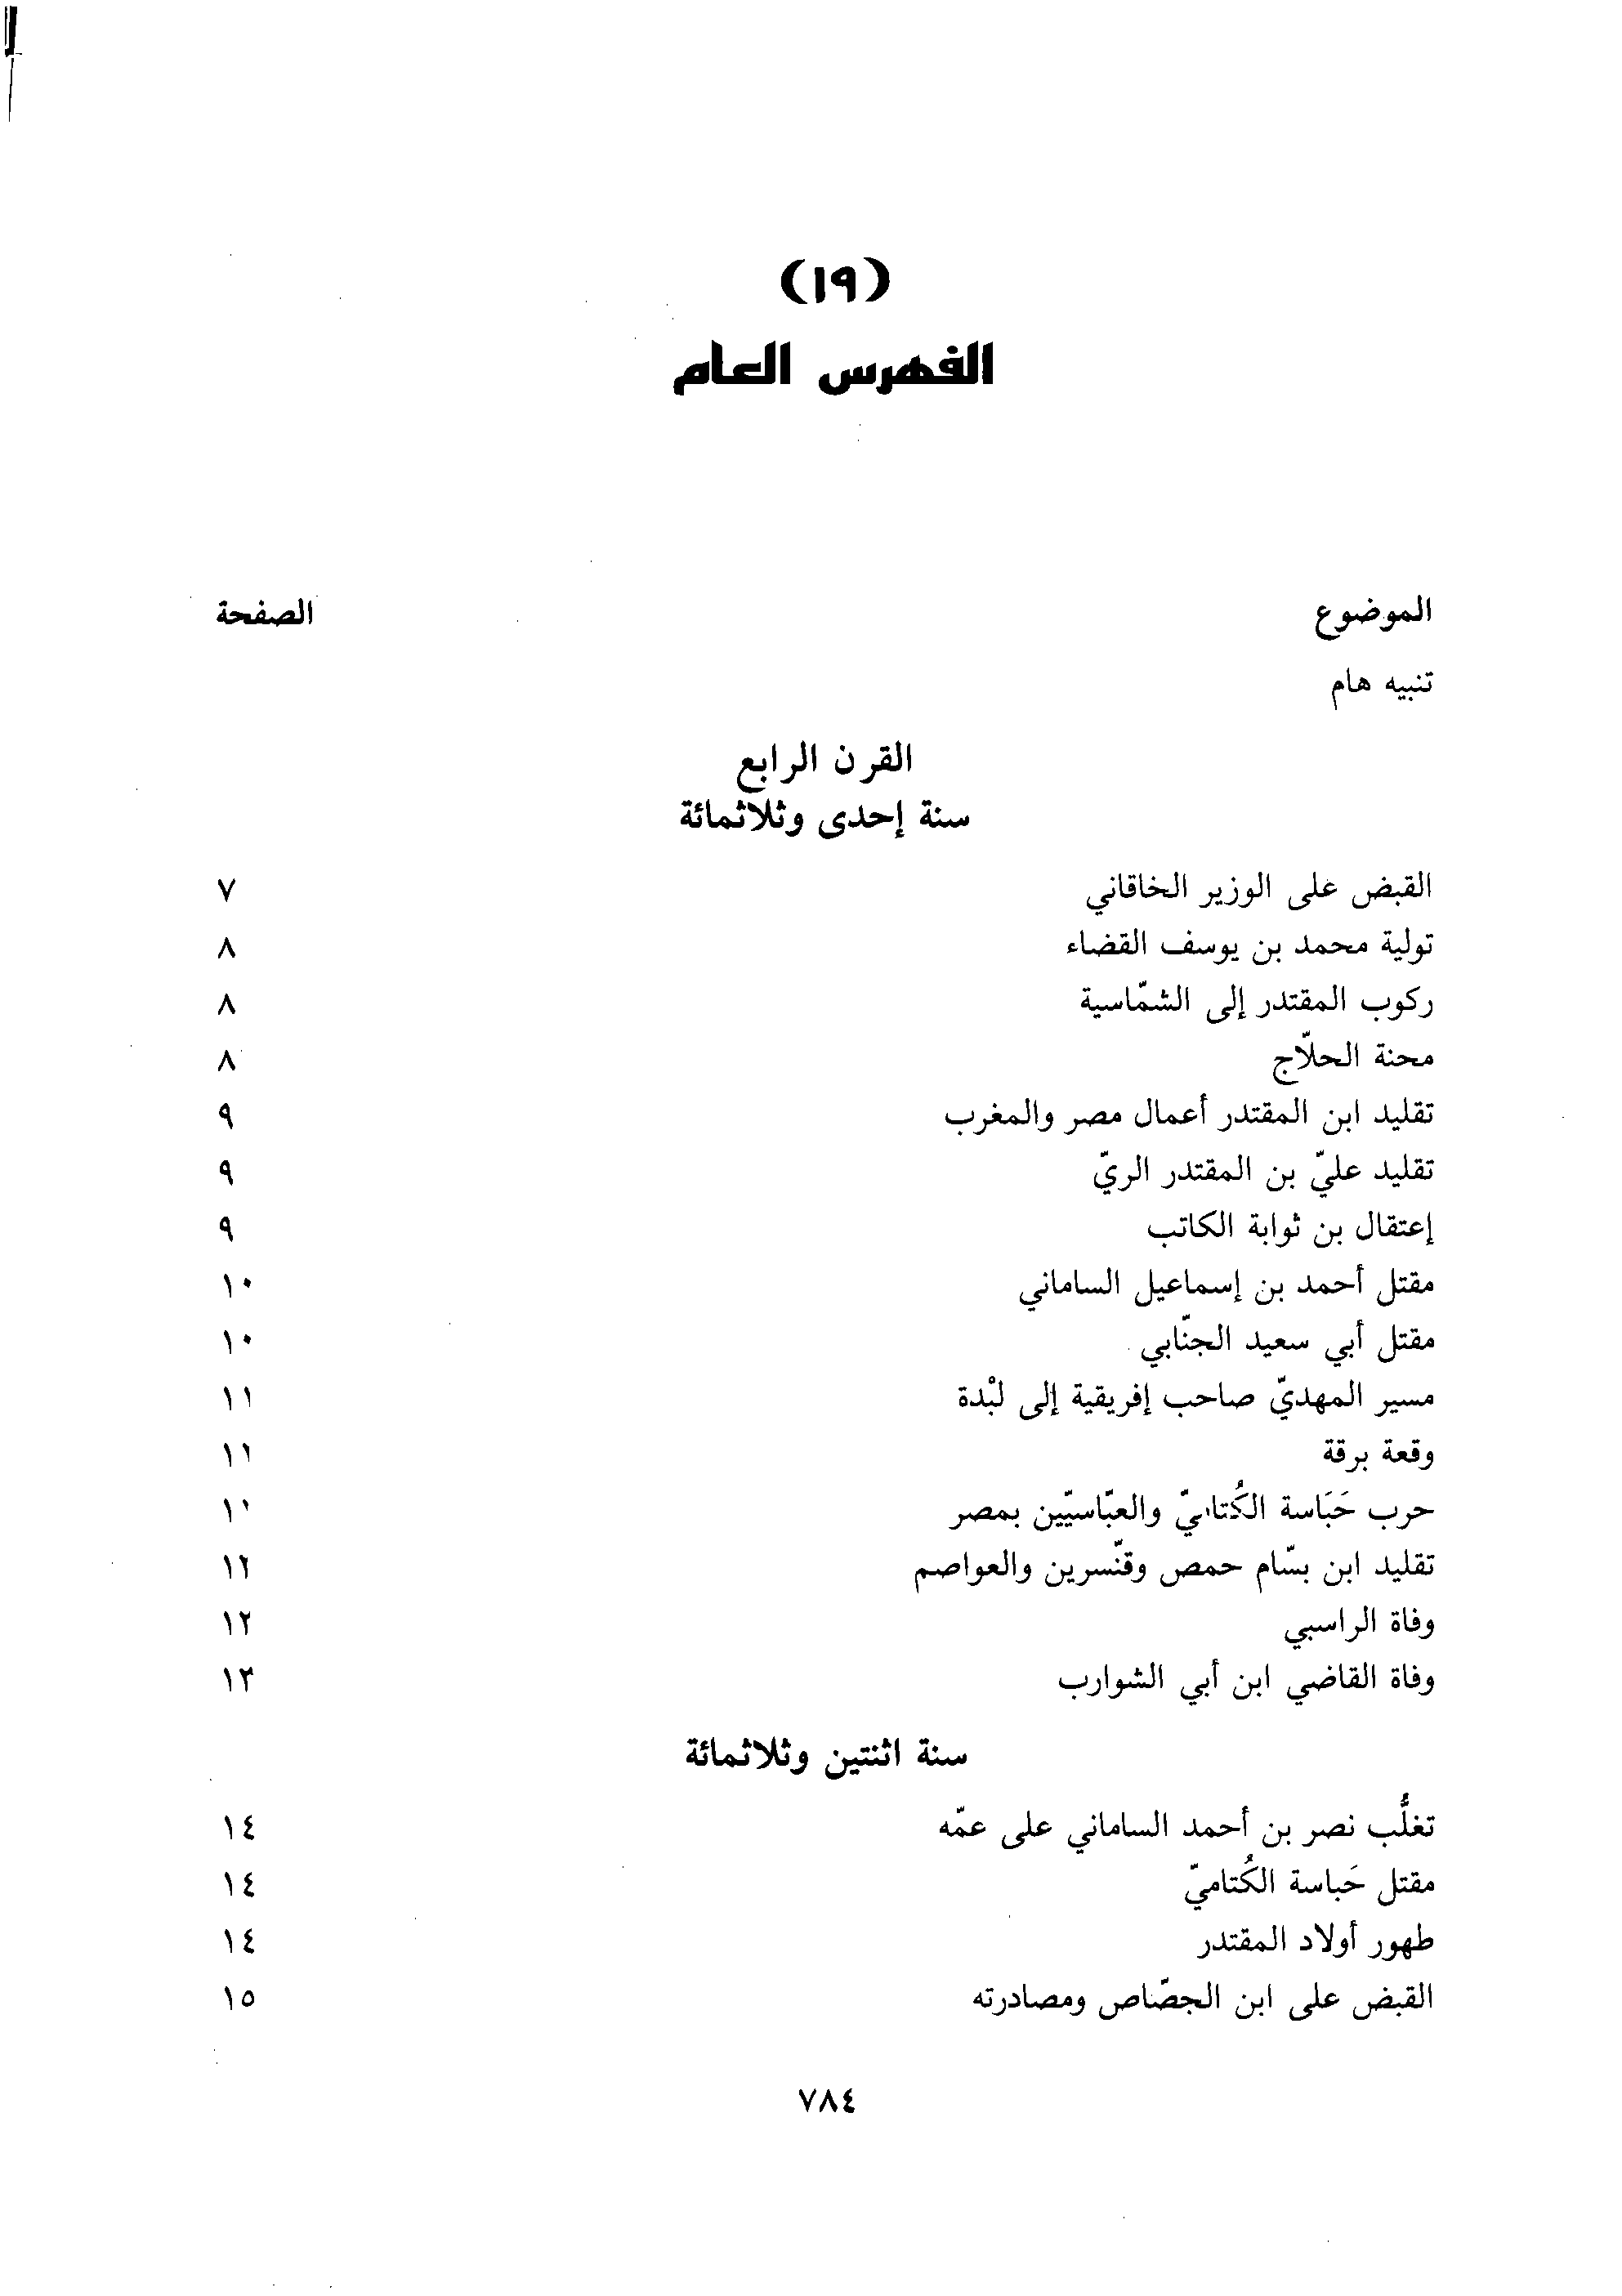 (١٩)
الفهرس العام
الموضوع الصفحة
تنبيه هام
القرن الرابع
سنة إحدى وثلاثمائة
القبض على الوزير الخاقاني ٧
تولية محمد بن يوسف القضاء ٨
ركوب المقتدر إلى الشمّاسية ٨
محنة الحلّاج ٨
تقليد ابن المقتدر أعمال مصر والمغرب ٩
تقليد عليّ بن المقتدر الريّ ٩
إعتقال بن ثوابة الكاتب ٩
مقتل أحمد بن إسماعيل الساماني ١٠
مقتل أبي سعيد الجنّابي ١٠
مسير المهديّ صاحب إفريقية إلى لبْدة ١١
وقعة برقة ١١
حرب حَبَاسة الكُتاميّ والعبّاسيّين بمصر
تقليد ابن بسّام حمص وقنّسرين والعواصم ١٢
وفاة الراسبي ١٢
وفاة القاضي ابن أبي الشوارب ١٣
سنة اثنتين وثلاثمائة
تغلُّب نصر بن أحمد الساماني على عمّه ١٤
مقتل حَباسة الكُتاميّ ١٤
طهور أولاد المقتدر ١٤
القبض على ابن الجصّاص ومصادرته ١٥
٧٨٤